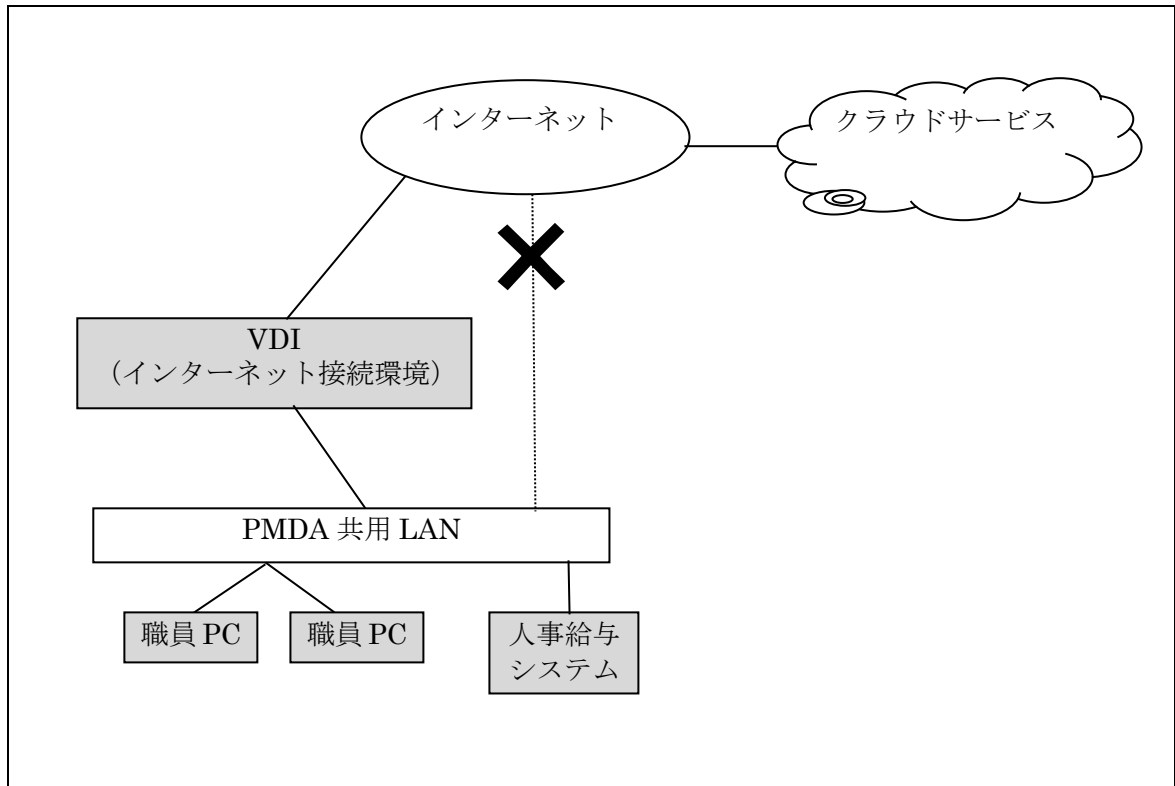 インターネット
クラウドサービス
VDI
（インターネット接続環境）
PMDA 共用 LAN
職員 PC
職員 PC
人事給与
システム